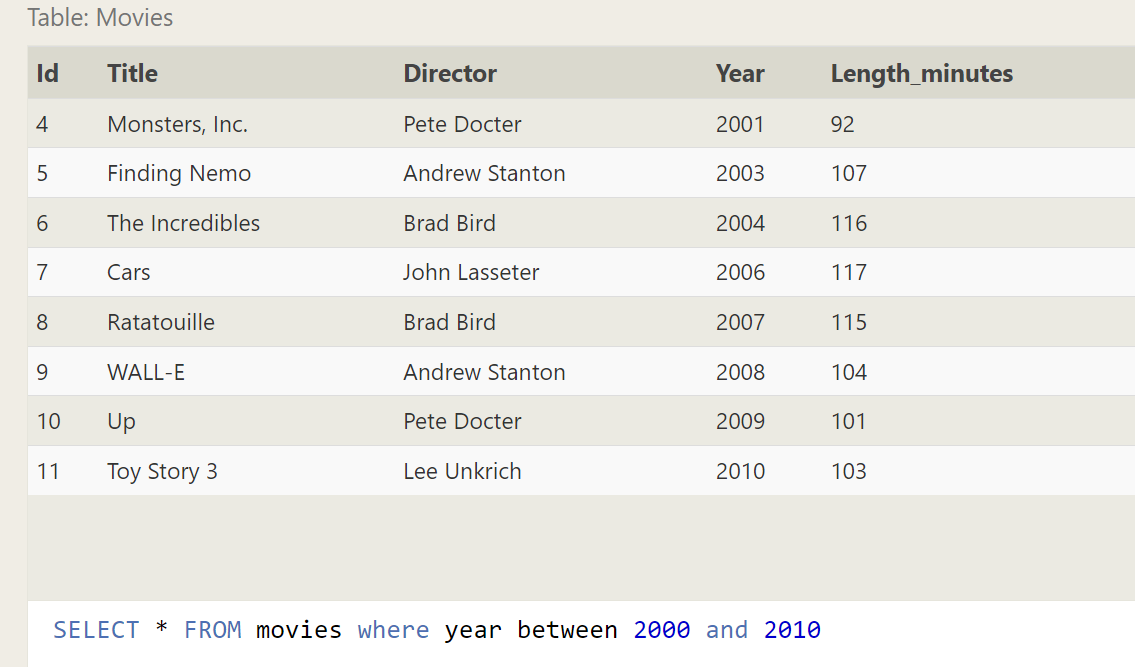 Table: Movies
Id Title Director Year Length_minutes
4 Monsters, Inc. Pete Docter 2001 92
5 Finding Nemo Andrew Stanton 2003 107
6 The Incredibles Brad Bird 2004 116
7 Cars John Lasseter 2006 117
8 Ratatouille Brad Bird 2007 115
9 WALL-E Andrew Stanton 2008 104
10 Up Pete Docter 2009 101
11 Toy Story 3 Lee Unkrich 2010 103
SELECT * FROM movies where year between 2000 and 2010